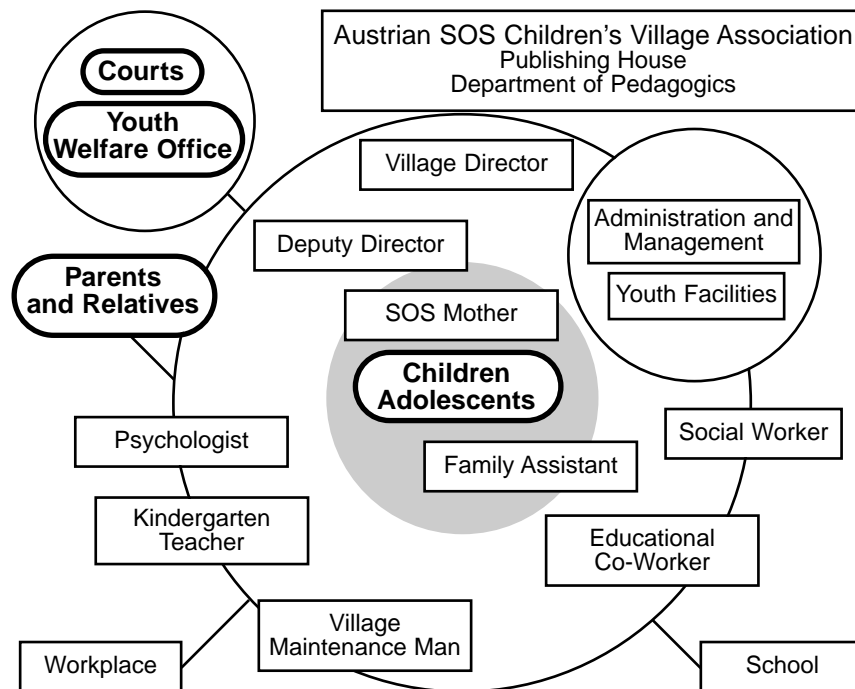 Austrian SOS Children’s Village Association
Publishing House
Department of Pedagogics
Courts
Youth
Welfare Office
Village Director
Administration and
Management
Deputy Director
Parents
and Relatives
Youth Facilities
SOS Mother
Children
Adolescents
Psychologist
Social Worker
Family Assistant
Kindergarten
Teacher
Educational
Co-Worker
Village
Maintenance Man
Workplace
School